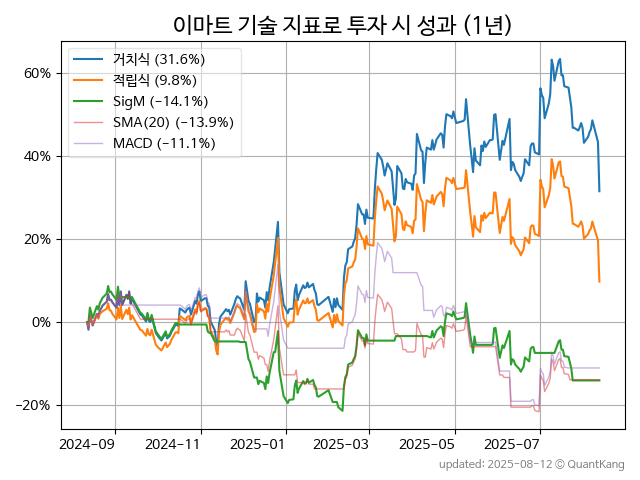 이마트 기술 지표로 투자 시 성과 (1년)
거치식 (31.6%)
적립식 (9.8%)
SigM (−14.1%)
SMA(20) (−13.9%)
MACD (−11.1%)
60%
40%
20%
0%
−20%
2024-09 2024-11 2025-01 2025-03 2025-05 2025-07
updated: 2025-08-12 © QuantKang